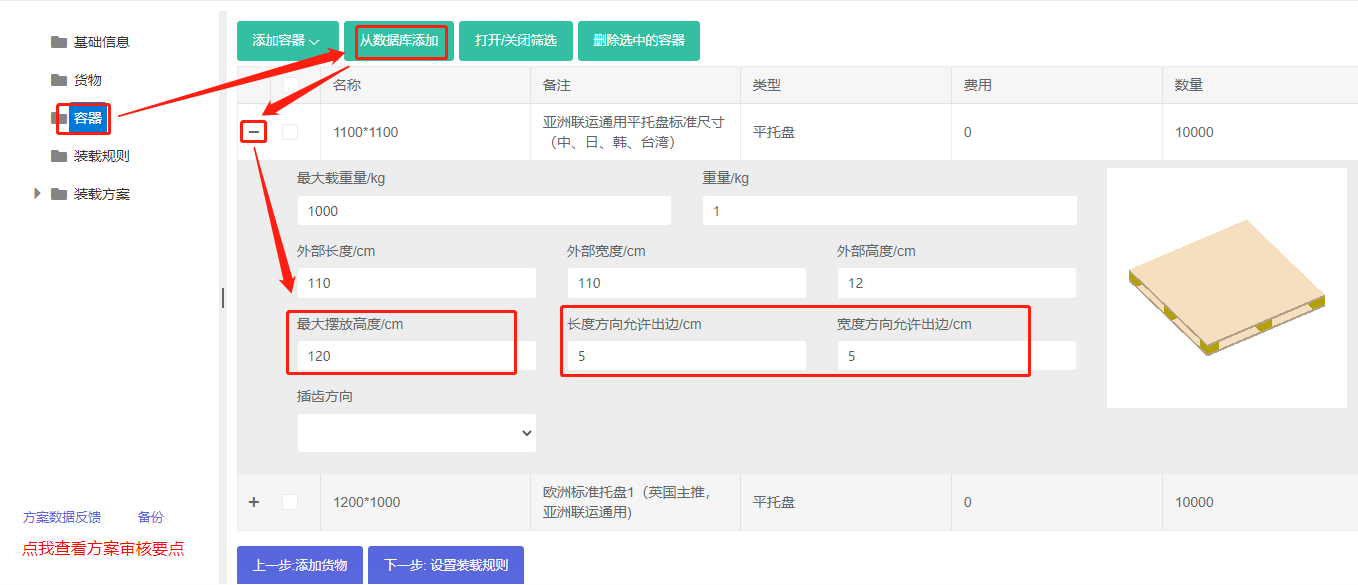 基础信息
货物
容器
装载规则
装载方案
方案数据反馈 备份
点我查看方案审核要点
添加容器 从数据库添加 打开/关闭筛选 删除选中的容器
名称 备注 类型 费用 数量
1100*1100 亚洲联运通用平托盘标准尺寸 平托盘 0 10000
（中、日、韩、台湾）
最大载重量/kg 重量/kg
1000 1
外部长度/cm 外部宽度/cm 外部高度/cm
110 110 12
最大摆放高度/cm 长度方向允许出边/cm 宽度方向允许出边/cm
120 5 5
插齿方向
1200*1000 欧洲标准托盘1（英国主推， 平托盘 0 10000
亚洲联运通用)
上一步:添加货物 下一步: 设置装载规则